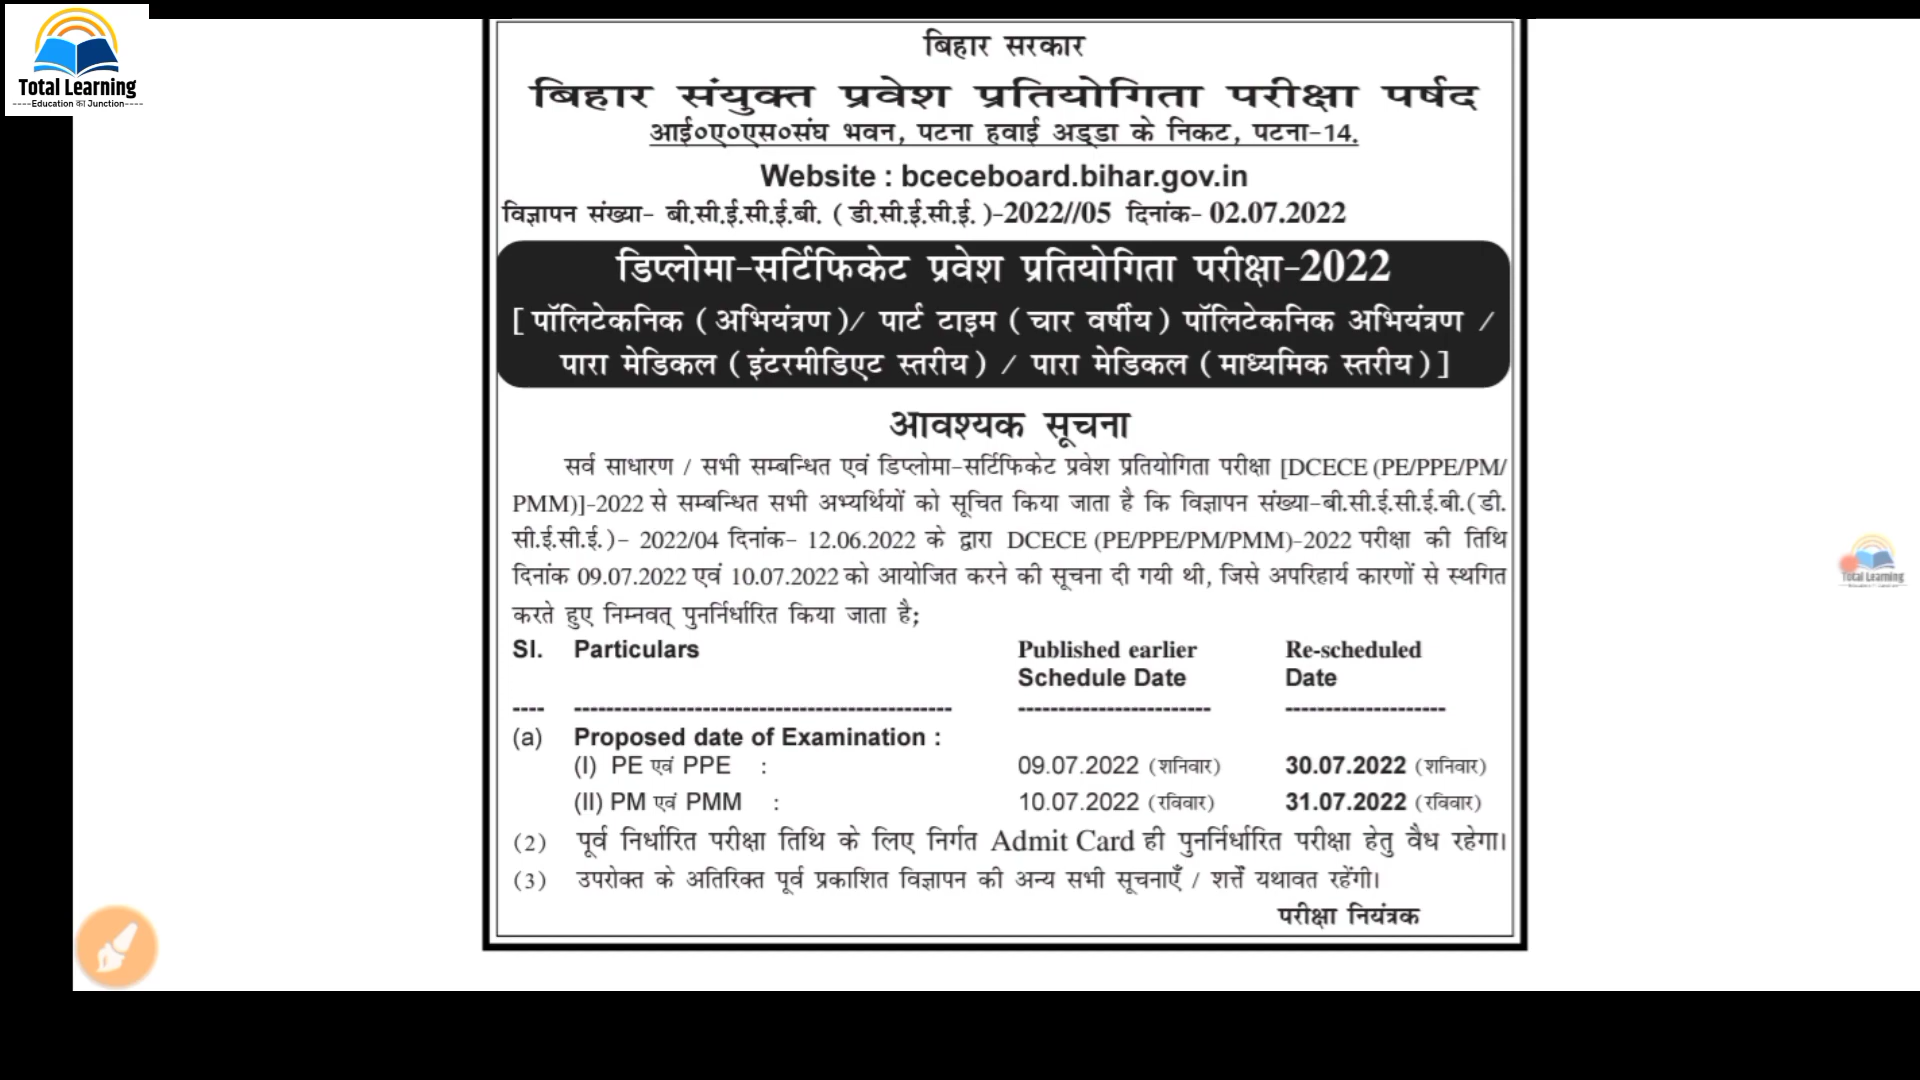 Total Learning
----Education का Junction----
बिहार सरकार
बिहार संयुक्त प्रवेश प्रतियोगिता परीक्षा पर्षद
आई०ए०एस०संघ भवन, पटना हवाई अड्डा के निकट, पटना-14.
Website : bceceboard.bihar.gov.in
विज्ञापन संख्या- बी.सी.ई.सी.ई.बी. ( डी.सी.ई.सी.ई. )-2022//05 दिनांक- 02.07.2022
डिप्लोमा-सर्टिफिकेट प्रवेश प्रतियोगिता परीक्षा-2022
[ पॉलिटेकनिक ( अभियंत्रण )/ पार्ट टाइम ( चार वर्षीय ) पॉलिटेकनिक अभियंत्रण /
पारा मेडिकल ( इंटरमीडिएट स्तरीय ) / पारा मेडिकल ( माध्यमिक स्तरीय ) ]
आवश्यक सूचना
सर्व साधारण / सभी सम्बन्धित एवं डिप्लोमा-सर्टिफिकेट प्रवेश प्रतियोगिता परीक्षा [DCECE (PE/PPE/PM/
PMM)]-2022 से सम्बन्धित सभी अभ्यर्थियों को सूचित किया जाता है कि विज्ञापन संख्या-बी.सी.ई.सी.ई.बी.(डी.
सी.ई.सी.ई.)- 2022/04 दिनांक- 12.06.2022 के द्वारा DCECE (PE/PPE/PM/PMM)-2022 परीक्षा की तिथि
दिनांक 09.07.2022 एवं 10.07.2022 को आयोजित करने की सूचना दी गयी थी, जिसे अपरिहार्य कारणों से स्थगित
करते हुए निम्नवत् पुनर्निर्धारित किया जाता है;
Sl. Particulars Published earlier Re-scheduled
Schedule Date Date
---- ----------------------------------------------- ------------------------ --------------------
(a) Proposed date of Examination :
(I) PE एवं PPE : 09.07.2022 (शनिवार) 30.07.2022 (शनिवार)
(II) PM एवं PMM : 10.07.2022 (रविवार) 31.07.2022 (रविवार)
(2) पूर्व निर्धारित परीक्षा तिथि के लिए निर्गत Admit Card ही पुनर्निर्धारित परीक्षा हेतु वैध रहेगा।
(3) उपरोक्त के अतिरिक्त पूर्व प्रकाशित विज्ञापन की अन्य सभी सूचनाएँ / शर्त्तें यथावत रहेंगी।
परीक्षा नियंत्रक
Total Learning